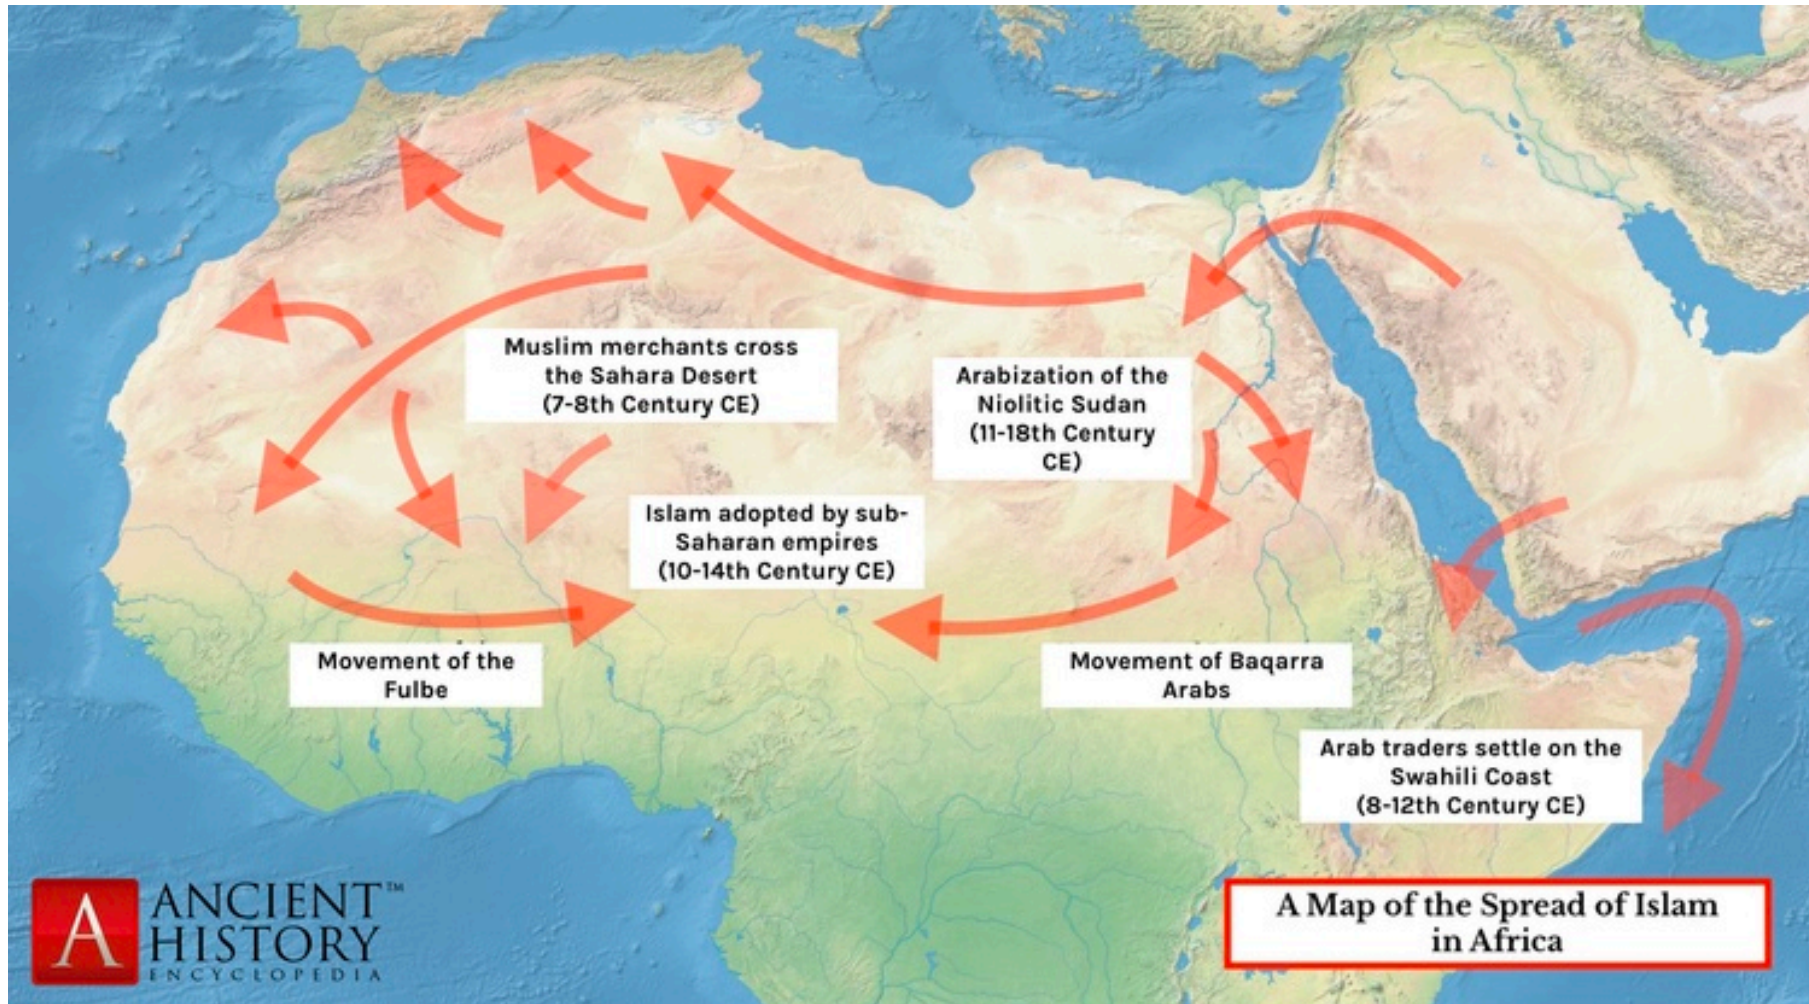 Muslim merchants cross
the Sahara Desert
(7-8th Century CE)
Arabization of the
Niolitic Sudan
(11-18th Century
CE)
Islam adopted by sub-
Saharan empires
(10-14th Century CE)
Movement of the
Fulbe
Movement of Baqarra
Arabs
Arab traders settle on the
Swahili Coast
(8-12th Century CE)
A
ANCIENT™
HISTORY
ENCYCLOPEDIA
A Map of the Spread of Islam
in Africa